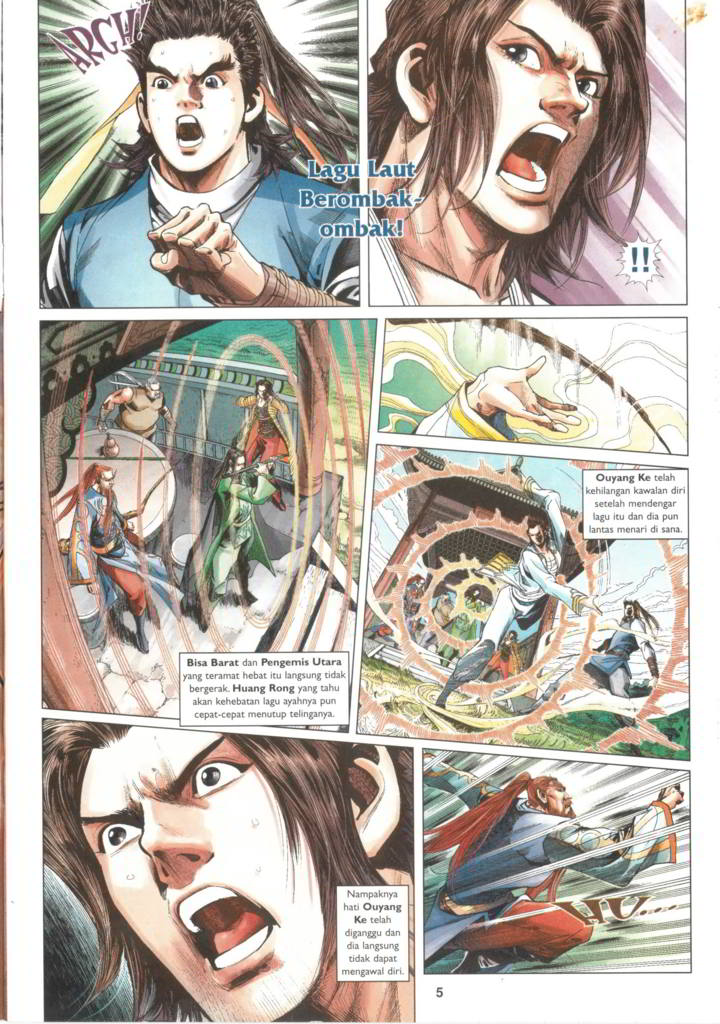 ARGH!
Lagu Laut
Berombak-
ombak!
!!
Ouyang Ke telah
kehilangan kawalan diri
setelah mendengar
lagu itu dan dia pun
lantas menari di sana.
Bisa Barat dan Pengemis Utara
yang teramat hebat itu langsung tidak
bergerak. Huang Rong yang tahu
akan kehebatan lagu ayahnya pun
cepat-cepat menutup telinganya.
Nampaknya
hati Ouyang
Ke telah
diganggu dan
dia langsung
tidak dapat
mengawal diri.
HU...
5